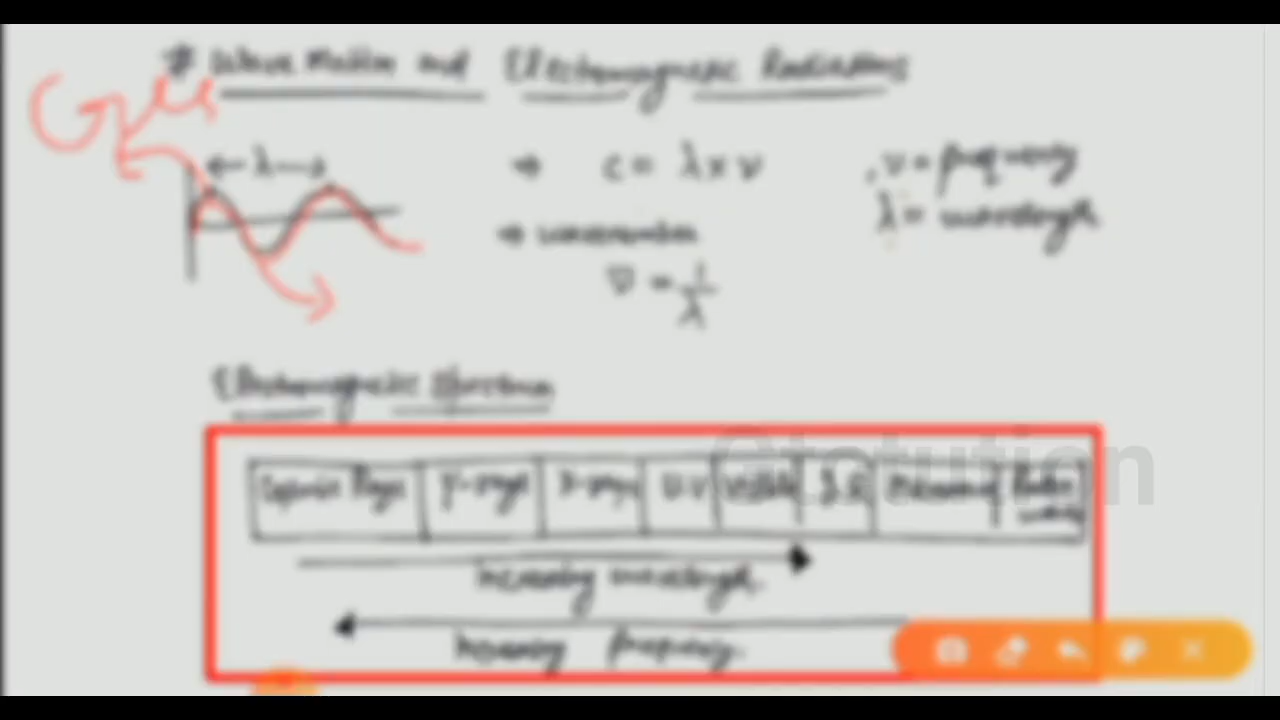 # Wave Motion and Electromagnetic Radiations
← λ →
→ c = λ × ν , ν = frequency
λ = wavelength
→ wavenumber
ν̅ = 1/λ
Electromagnetic Spectrum
Cosmic Rays γ-rays X-rays U.V Visible I.R Microwave Radio waves
Increasing wavelength.
Increasing frequency.